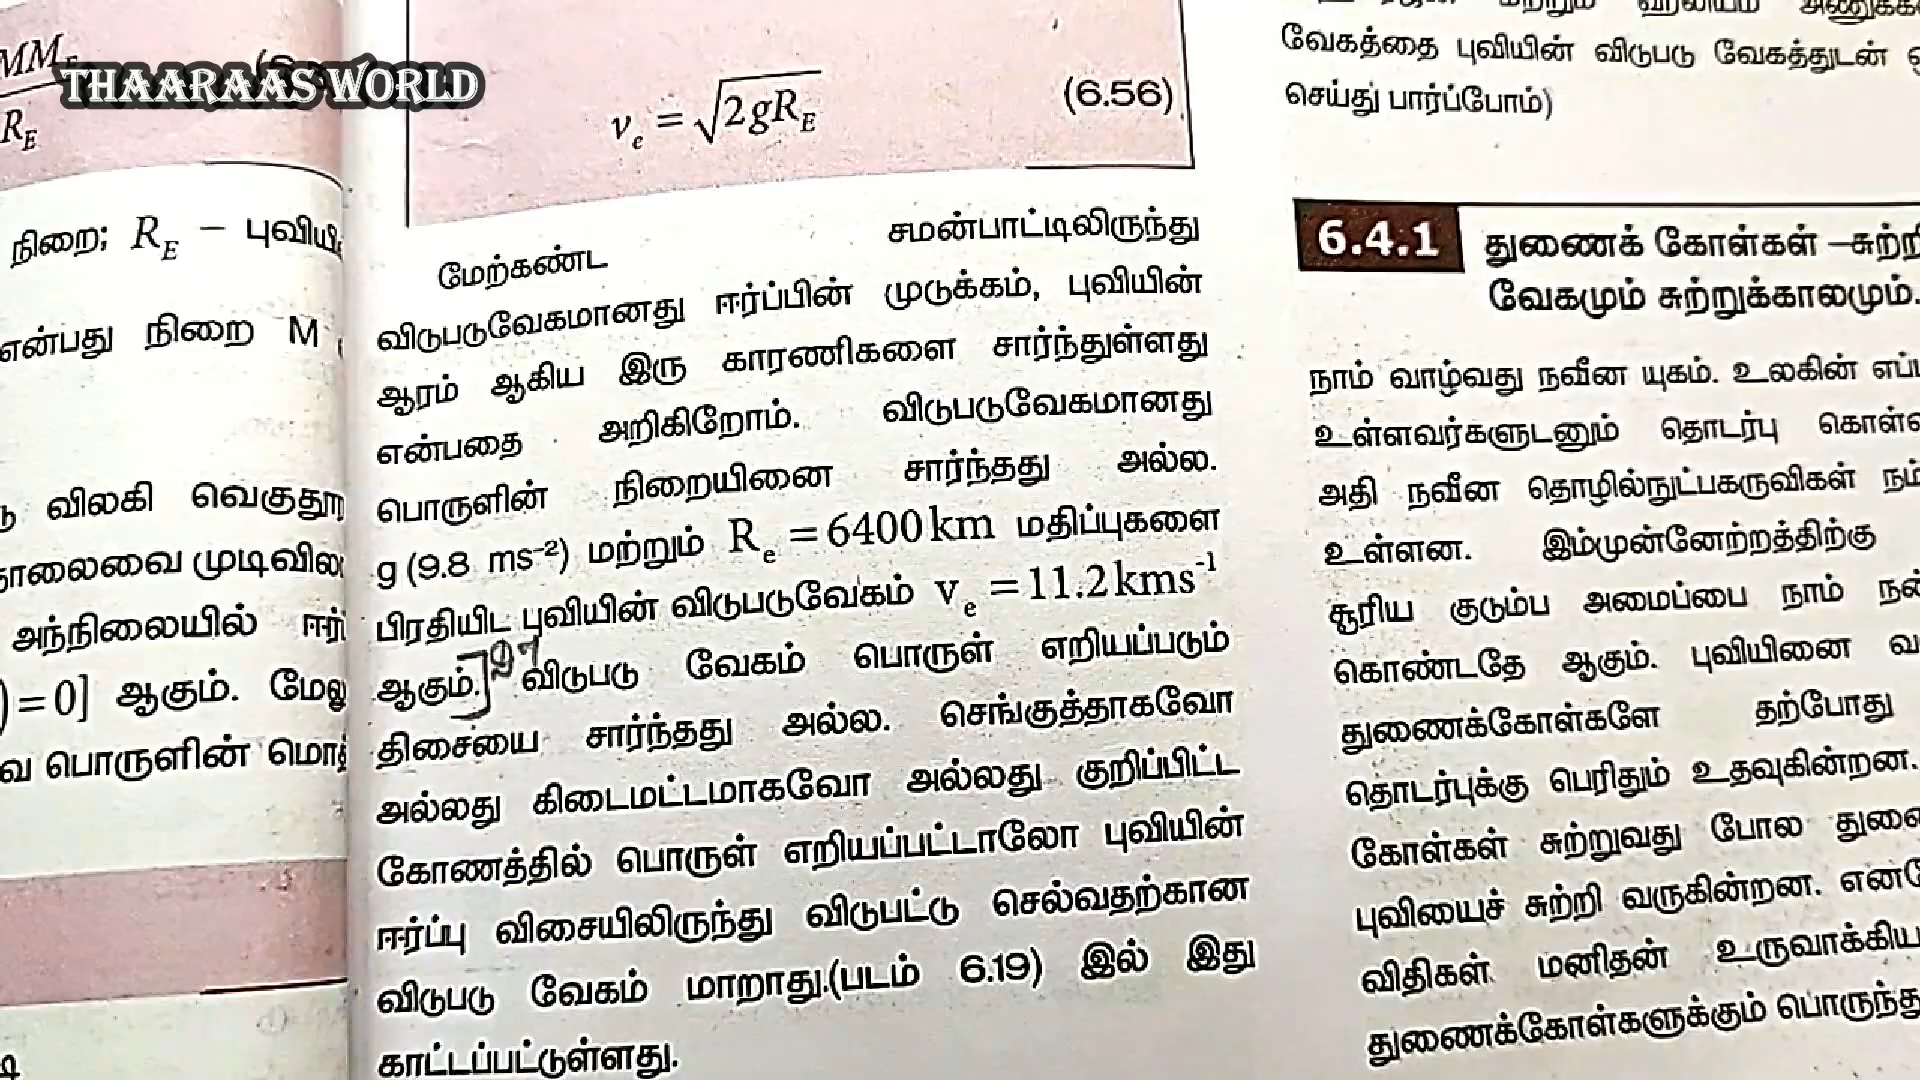 THAARAAS WORLD
R_E
நிறை; R_E –
என்பது நிறை M
விலகி
முடிவில
அந்நிலையில்
=0] ஆகும்.
பொருளின்
v_e = √2gR_E (6.56)
மேற்கண்ட சமன்பாட்டிலிருந்து
விடுபடுவேகமானது ஈர்ப்பின் முடுக்கம், புவியின்
ஆரம் ஆகிய இரு காரணிகளை சார்ந்துள்ளது
என்பதை அறிகிறோம். விடுபடுவேகமானது
பொருளின் நிறையினை சார்ந்தது அல்ல.
g (9.8 ms⁻²) மற்றும் R_e = 6400 km மதிப்புகளை
பிரதியிட புவியின் விடுபடுவேகம் v_e = 11.2 kms⁻¹
ஆகும். விடுபடு வேகம் பொருள் எறியப்படும்
திசையை சார்ந்தது அல்ல. செங்குத்தாகவோ
அல்லது கிடைமட்டமாகவோ அல்லது குறிப்பிட்ட
கோணத்தில் பொருள் எறியப்பட்டாலோ புவியின்
ஈர்ப்பு விசையிலிருந்து விடுபட்டு செல்வதற்கான
விடுபடு வேகம் மாறாது.(படம் 6.19) இல் இது
காட்டப்பட்டுள்ளது.
வேகத்தை புவியின் விடுபடு வேகத்துடன்
செய்து பார்ப்போம்)
6.4.1 துணைக் கோள்கள் –சுற்றி
வேகமும் சுற்றுக்காலமும்.
நாம் வாழ்வது நவீன யுகம். உலகின்
உள்ளவர்களுடனும் தொடர்பு
அதி நவீன தொழில்நுட்பகருவிகள்
உள்ளன. இம்முன்னேற்றத்திற்கு
சூரிய குடும்ப அமைப்பை நாம்
கொண்டதே ஆகும். புவியினை
துணைக்கோள்களே தற்போது
தொடர்புக்கு பெரிதும் உதவுகின்றன.
கோள்கள் சுற்றுவது போல
புவியைச் சுற்றி வருகின்றன.
விதிகள் மனிதன் உருவாக்கிய
துணைக்கோள்களுக்கும்